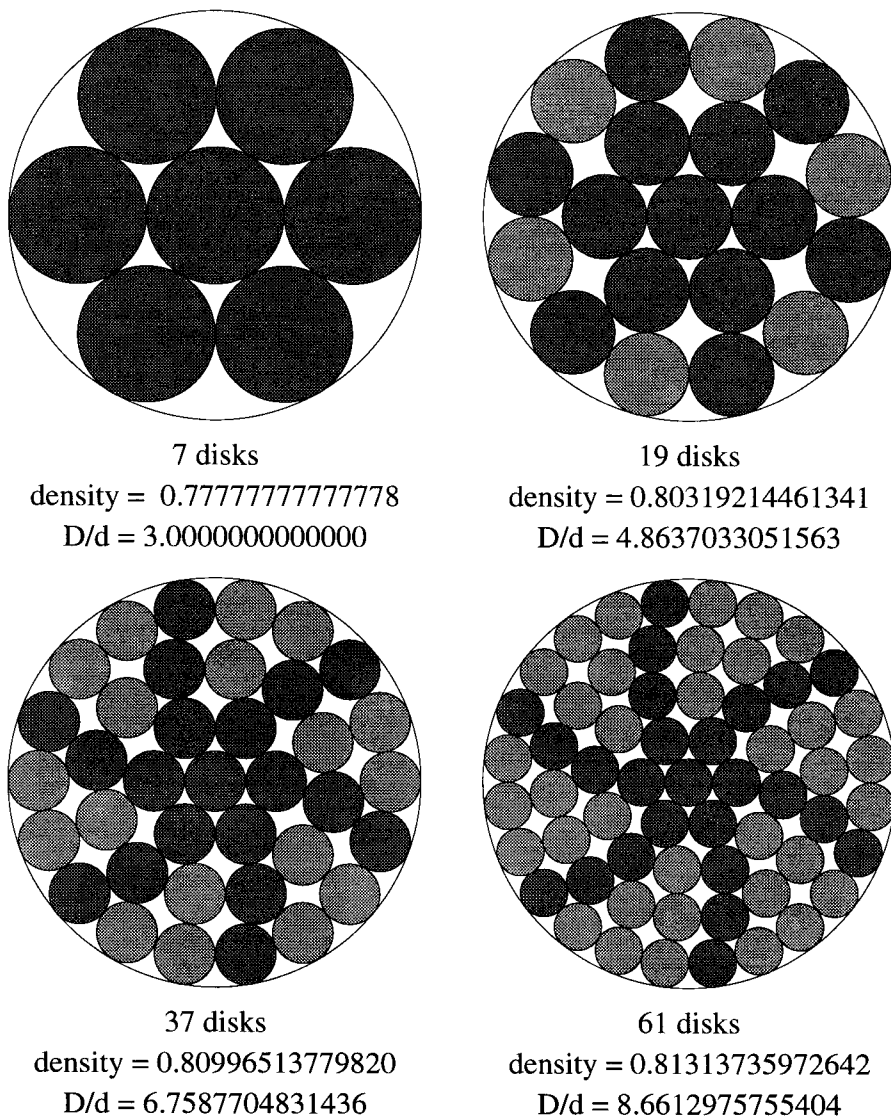 7 disks
density = 0.77777777777778
D/d = 3.0000000000000
19 disks
density = 0.80319214461341
D/d = 4.8637033051563
37 disks
density = 0.80996513779820
D/d = 6.7587704831436
61 disks
density = 0.81313735972642
D/d = 8.6612975755404